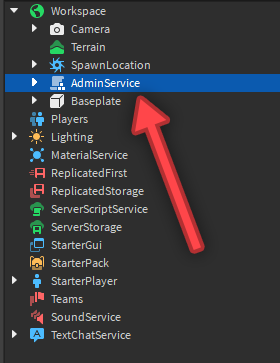 Workspace
Camera
Terrain
SpawnLocation
AdminService
Baseplate
Players
Lighting
MaterialService
ReplicatedFirst
ReplicatedStorage
ServerScriptService
ServerStorage
StarterGui
StarterPack
StarterPlayer
Teams
SoundService
TextChatService